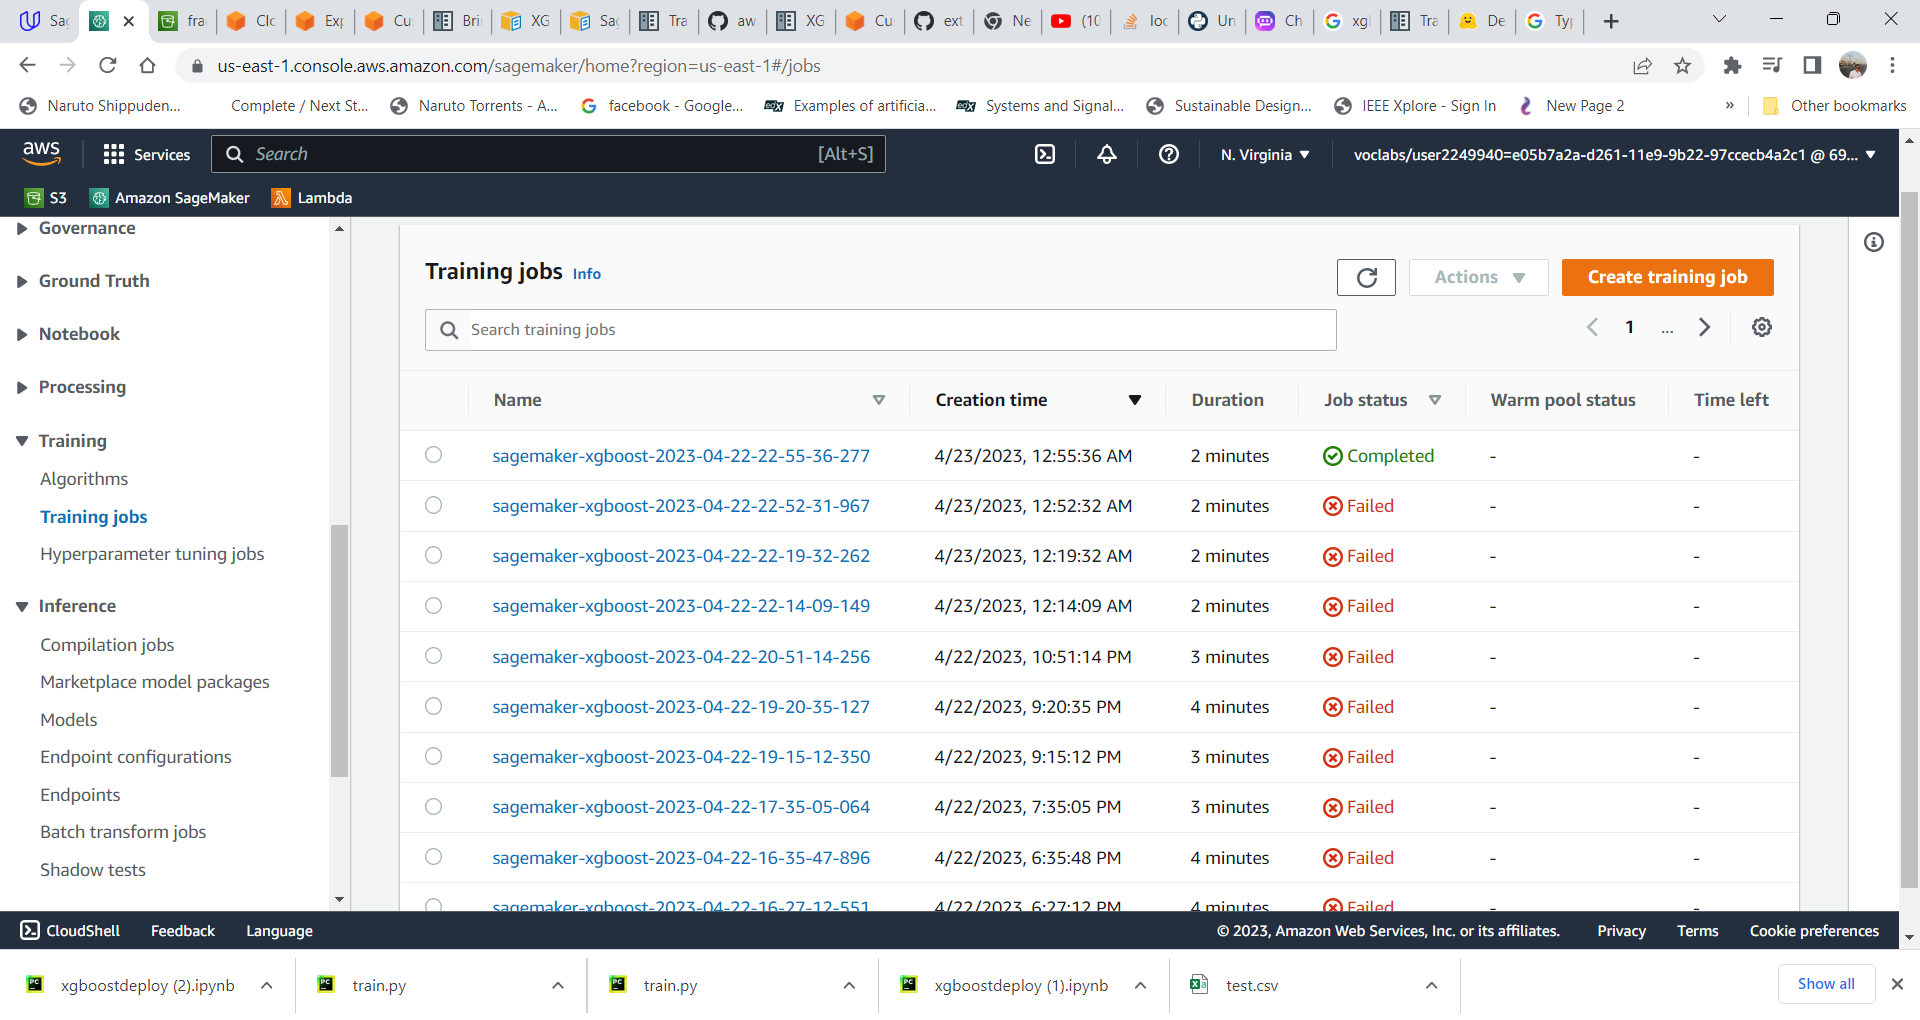 Sag
frau
Clo
Exp
Cus
Brin
XG
Sag
Trai
aws
XG
Cus
ext
Ne
(10
loc
Un
Ch
xgb
Trai
De
Typ
us-east-1.console.aws.amazon.com/sagemaker/home?region=us-east-1#/jobs
Naruto Shippuden...
Complete / Next St...
Naruto Torrents - A...
facebook - Google...
Examples of artificia...
Systems and Signal...
Sustainable Design...
IEEE Xplore - Sign In
New Page 2
»
Other bookmarks
aws
Services
Search
[Alt+S]
N. Virginia
voclabs/user2249940=e05b7a2a-d261-11e9-9b22-97ccecb4a2c1 @ 69...
S3
Amazon SageMaker
Lambda
Governance
Ground Truth
Notebook
Processing
Training
Algorithms
Training jobs
Hyperparameter tuning jobs
Inference
Compilation jobs
Marketplace model packages
Models
Endpoint configurations
Endpoints
Batch transform jobs
Shadow tests
Training jobs Info
Actions
Create training job
Search training jobs
1 ...
Name Creation time Duration Job status Warm pool status Time left
sagemaker-xgboost-2023-04-22-22-55-36-277 4/23/2023, 12:55:36 AM 2 minutes Completed - -
sagemaker-xgboost-2023-04-22-22-52-31-967 4/23/2023, 12:52:32 AM 2 minutes Failed - -
sagemaker-xgboost-2023-04-22-22-19-32-262 4/23/2023, 12:19:32 AM 2 minutes Failed - -
sagemaker-xgboost-2023-04-22-22-14-09-149 4/23/2023, 12:14:09 AM 2 minutes Failed - -
sagemaker-xgboost-2023-04-22-20-51-14-256 4/22/2023, 10:51:14 PM 3 minutes Failed - -
sagemaker-xgboost-2023-04-22-19-20-35-127 4/22/2023, 9:20:35 PM 4 minutes Failed - -
sagemaker-xgboost-2023-04-22-19-15-12-350 4/22/2023, 9:15:12 PM 3 minutes Failed - -
sagemaker-xgboost-2023-04-22-17-35-05-064 4/22/2023, 7:35:05 PM 3 minutes Failed - -
sagemaker-xgboost-2023-04-22-16-35-47-896 4/22/2023, 6:35:48 PM 4 minutes Failed - -
sagemaker-xgboost-2023-04-22-16-27-12-551 4/22/2023, 6:27:12 PM 4 minutes Failed - -
CloudShell
Feedback
Language
© 2023, Amazon Web Services, Inc. or its affiliates.
Privacy
Terms
Cookie preferences
xgboostdeploy (2).ipynb
train.py
train.py
xgboostdeploy (1).ipynb
test.csv
Show all